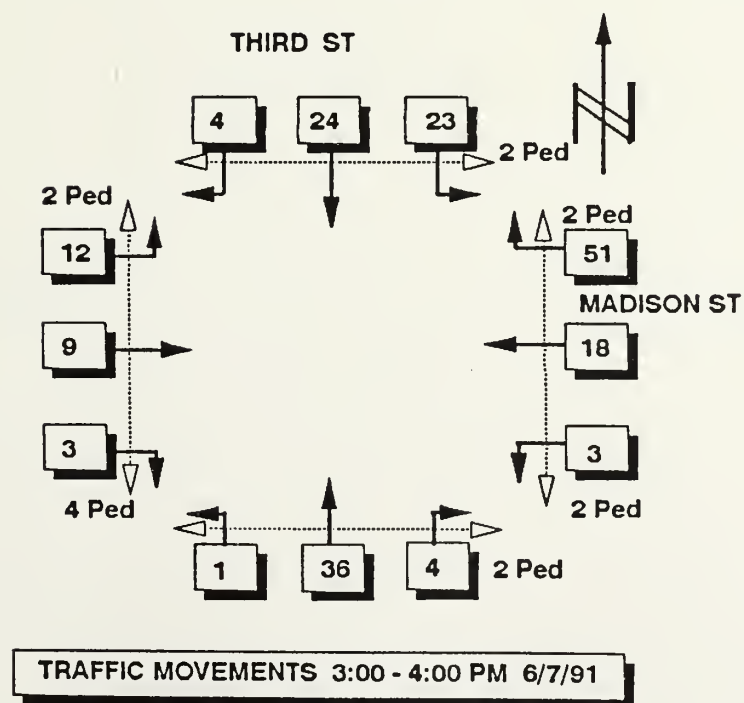 THIRD ST
4 24 23
2 Ped
2 Ped
2 Ped
12
51
MADISON ST
9
18
3
3
4 Ped
2 Ped
1 36 4
2 Ped
TRAFFIC MOVEMENTS 3:00 - 4:00 PM 6/7/91